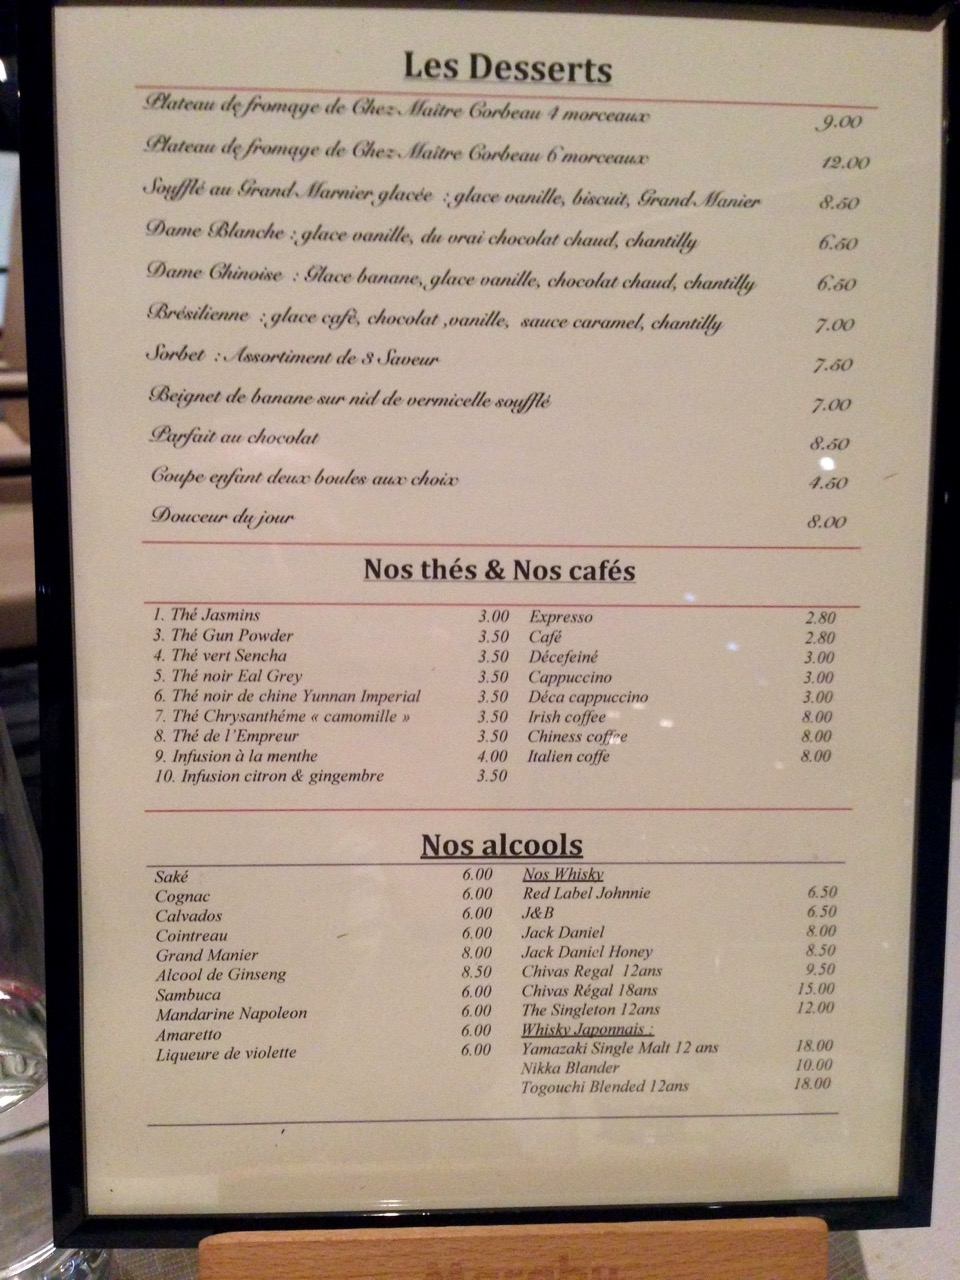 Les Desserts
Plateau de fromage de Chez Maître Corbeau 4 morceaux 9.00
Plateau de fromage de Chez Maître Corbeau 6 morceaux 12.00
Soufflé au Grand Marnier glacée : glace vanille, biscuit, Grand Manier 8.50
Dame Blanche : glace vanille, du vrai chocolat chaud, chantilly 6.50
Dame Chinoise : Glace banane, glace vanille, chocolat chaud, chantilly 6.50
Brésilienne : glace cafè, chocolat ,vanille, sauce caramel, chantilly 7.00
Sorbet : Assortiment de 3 Saveur 7.50
Beignet de banane sur nid de vermicelle soufflé 7.00
Parfait au chocolat 8.50
Coupe enfant deux boules aux choix 4.50
Douceur du jour 8.00
Nos thés & Nos cafés
1. Thé Jasmins 3.00 Expresso 2.80
3. Thé Gun Powder 3.50 Café 2.80
4. Thé vert Sencha 3.50 Décefeiné 3.00
5. Thé noir Eal Grey 3.50 Cappuccino 3.00
6. Thé noir de chine Yunnan Imperial 3.50 Déca cappuccino 3.00
7. Thé Chrysanthéme « camomille » 3.50 Irish coffee 8.00
8. Thé de l'Empreur 3.50 Chiness coffee 8.00
9. Infusion à la menthe 4.00 Italien coffe 8.00
10. Infusion citron & gingembre 3.50
Nos alcools
Saké 6.00 Nos Whisky
Cognac 6.00 Red Label Johnnie 6.50
Calvados 6.00 J&B 6.50
Cointreau 6.00 Jack Daniel 8.00
Grand Manier 8.00 Jack Daniel Honey 8.50
Alcool de Ginseng 8.50 Chivas Regal 12ans 9.50
Sambuca 6.00 Chivas Régal 18ans 15.00
Mandarine Napoleon 6.00 The Singleton 12ans 12.00
Amaretto 6.00 Whisky Japonnais :
Liqueure de violette 6.00 Yamazaki Single Malt 12 ans 18.00
Nikka Blander 10.00
Togouchi Blended 12ans 18.00